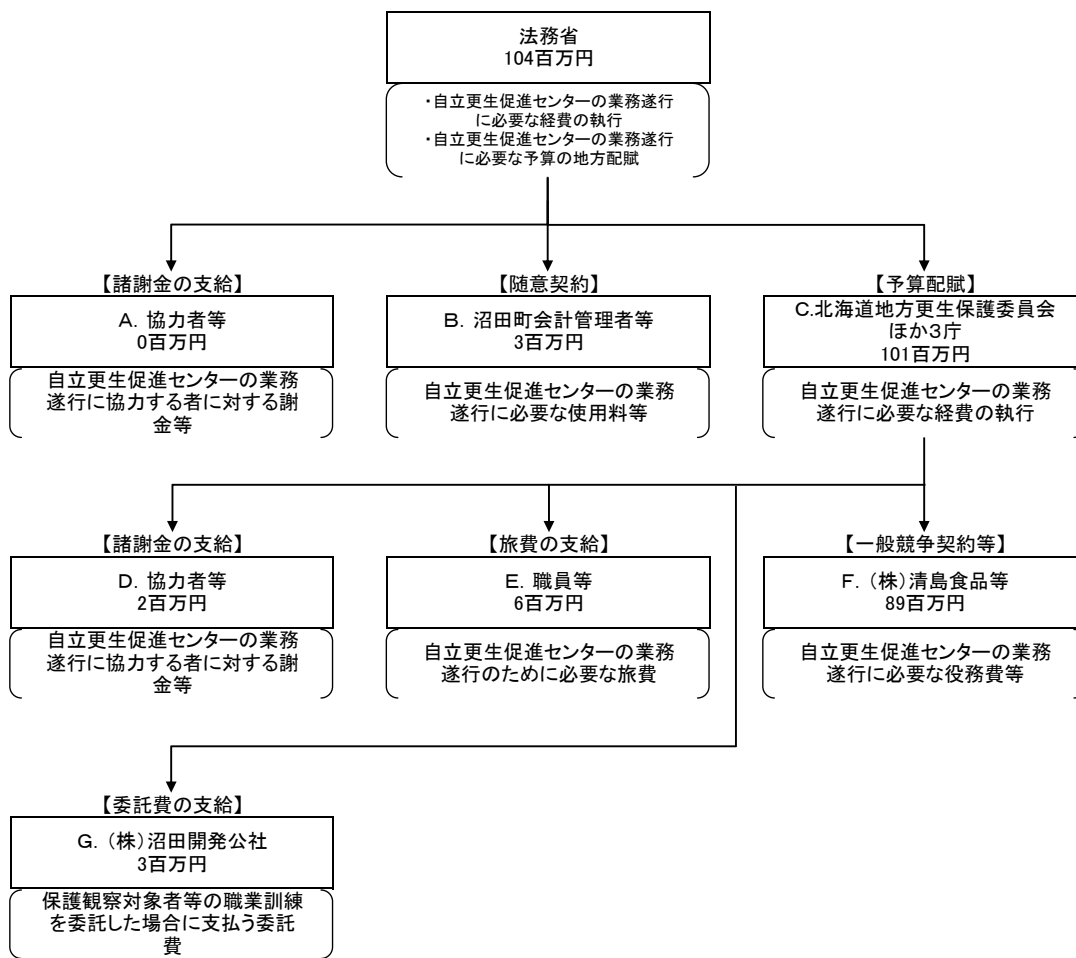 法務省
104百万円
・自立更生促進センターの業務遂行
に必要な経費の執行
・自立更生促進センターの業務遂行
に必要な予算の地方配賦
【諸謝金の支給】
A．協力者等
0百万円
自立更生促進センターの業務
遂行に協力する者に対する謝
金等
【随意契約】
B．沼田町会計管理者等
3百万円
自立更生促進センターの業務
遂行に必要な使用料等
【予算配賦】
C.北海道地方更生保護委員会
ほか３庁
101百万円
自立更生促進センターの業務
遂行に必要な経費の執行
【諸謝金の支給】
D．協力者等
2百万円
自立更生促進センターの業務
遂行に協力する者に対する謝
金等
【旅費の支給】
E．職員等
6百万円
自立更生促進センターの業務
遂行のために必要な旅費
【一般競争契約等】
F．（株）清島食品等
89百万円
自立更生促進センターの業務
遂行に必要な役務費等
【委託費の支給】
G．（株）沼田開発公社
3百万円
保護観察対象者等の職業訓練
を委託した場合に支払う委託
費